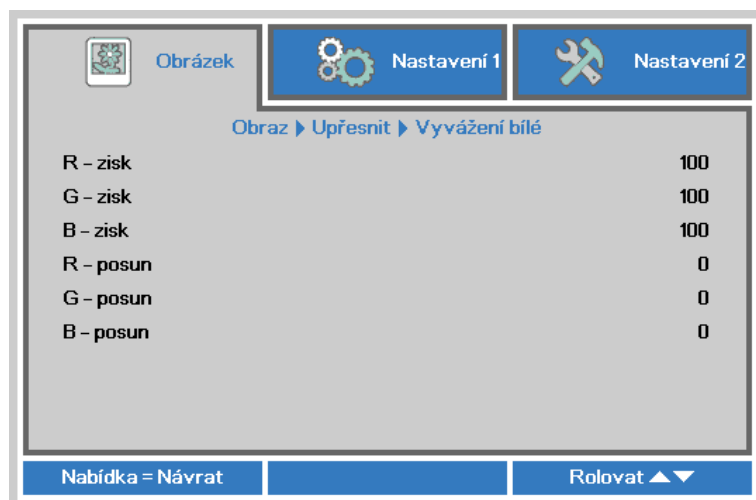 Obrázek Nastavení 1 Nastavení 2
Obraz Upřesnit Vyvážení bílé
R – zisk 100
G – zisk 100
B – zisk 100
R – posun 0
G – posun 0
B – posun 0
Nabídka = Návrat Rolovat